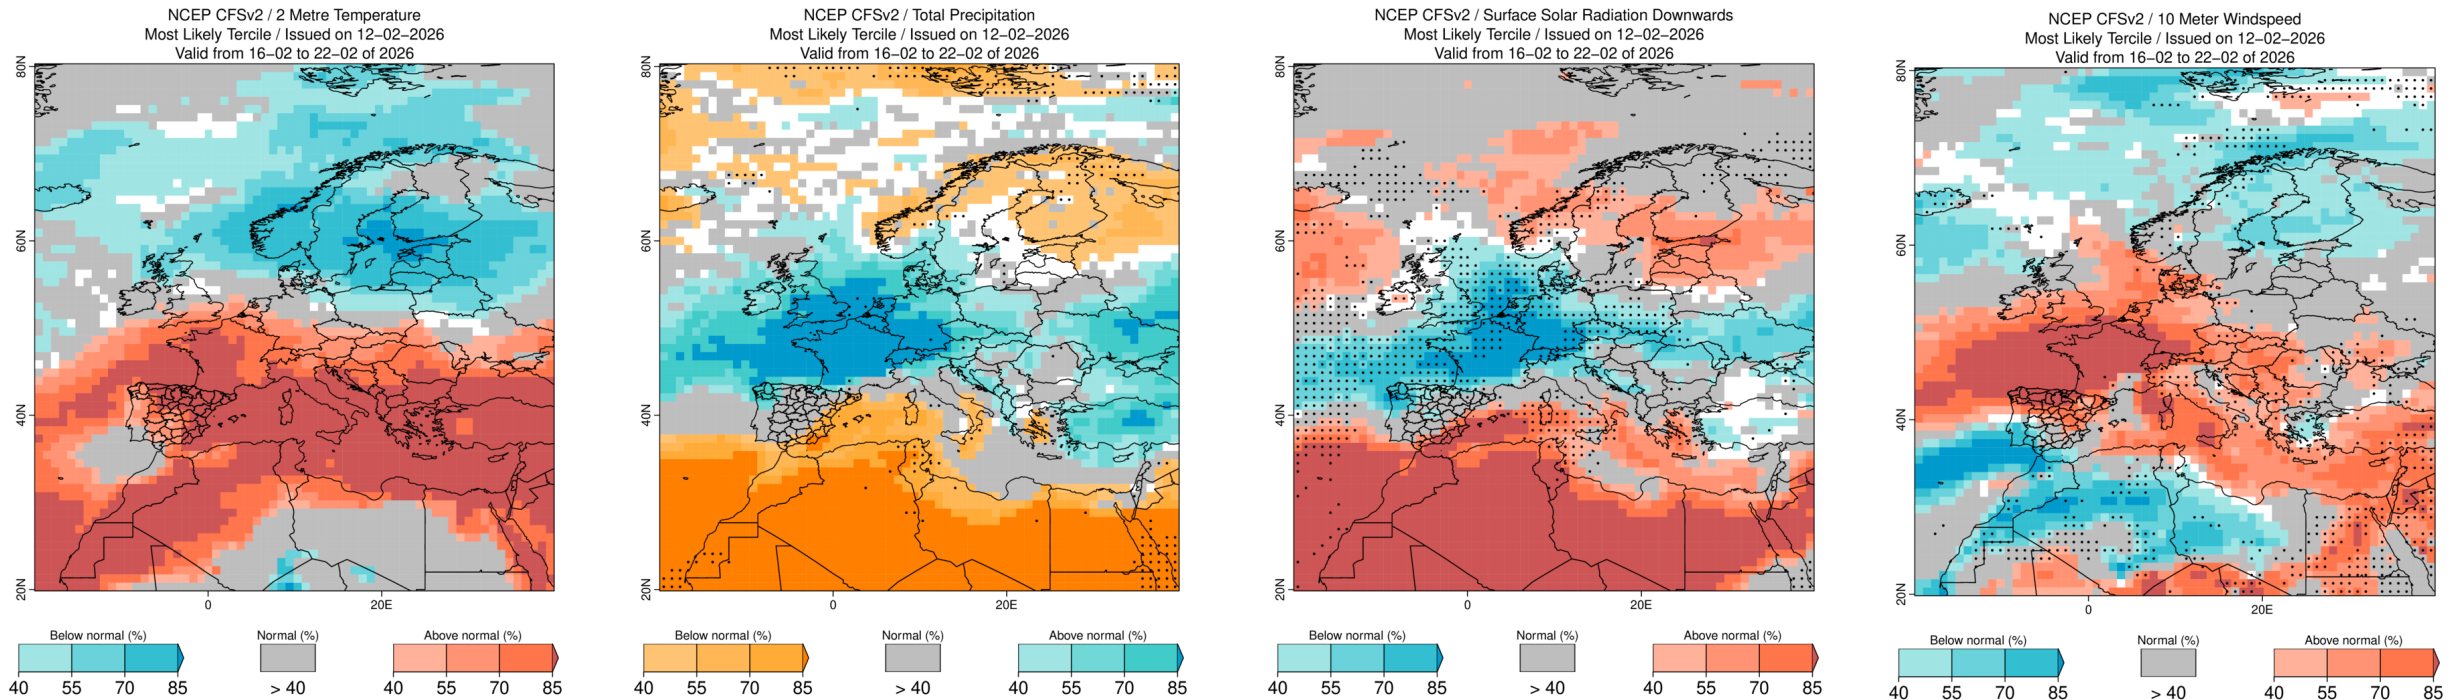 NCEP CFSv2 / 2 Metre Temperature
Most Likely Tercile / Issued on 12−02−2026
Valid from 16−02 to 22−02 of 2026
80N
60N
40N
20N
0
20E
Below normal (%)
Normal (%)
Above normal (%)
40
55
70
85
> 40
40
55
70
85
NCEP CFSv2 / Total Precipitation
Most Likely Tercile / Issued on 12−02−2026
Valid from 16−02 to 22−02 of 2026
80N
60N
40N
20N
0
20E
Below normal (%)
Normal (%)
Above normal (%)
40
55
70
85
> 40
40
55
70
85
NCEP CFSv2 / Surface Solar Radiation Downwards
Most Likely Tercile / Issued on 12−02−2026
Valid from 16−02 to 22−02 of 2026
80N
60N
40N
20N
0
20E
Below normal (%)
Normal (%)
Above normal (%)
40
55
70
85
> 40
40
55
70
85
NCEP CFSv2 / 10 Meter Windspeed
Most Likely Tercile / Issued on 12−02−2026
Valid from 16−02 to 22−02 of 2026
80N
60N
40N
20N
0
20E
Below normal (%)
Normal (%)
Above normal (%)
40
55
70
85
> 40
40
55
70
85